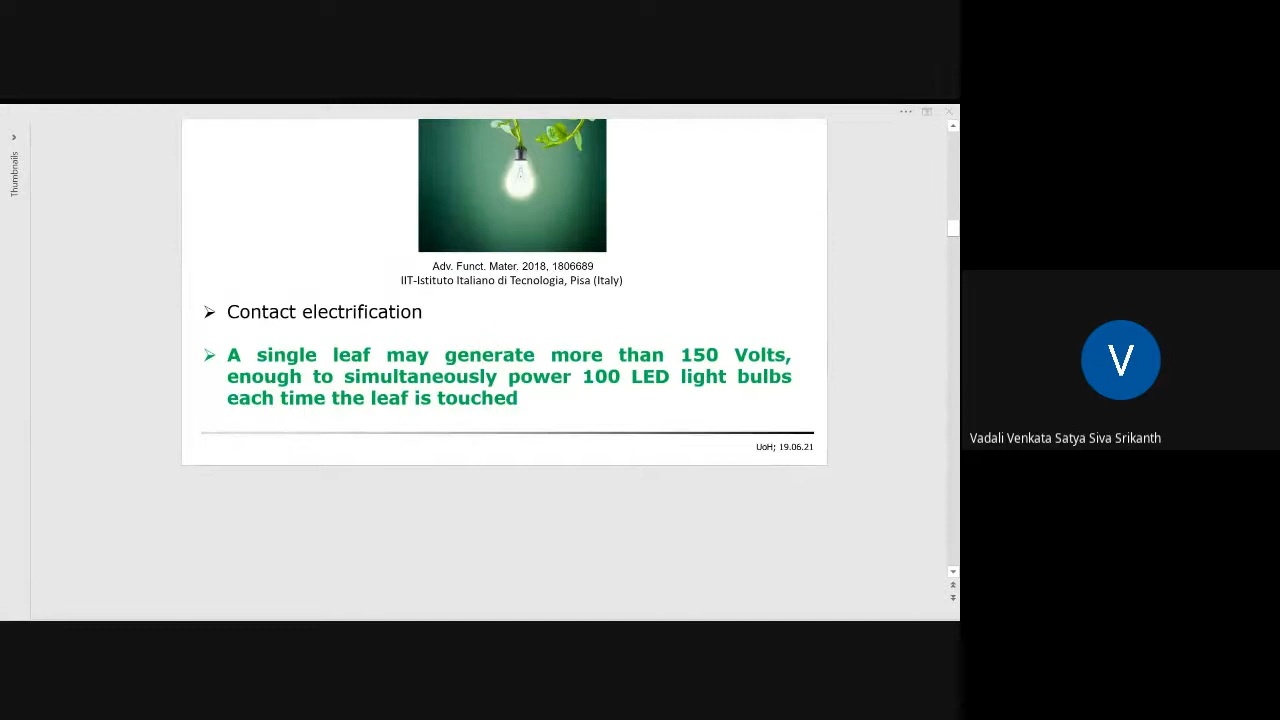 Thumbnails
Adv. Funct. Mater. 2018, 1806689
IIT-Istituto Italiano di Tecnologia, Pisa (Italy)
Contact electrification
A single leaf may generate more than 150 Volts,
enough to simultaneously power 100 LED light bulbs
each time the leaf is touched
UoH; 19.06.21
V
Vadali Venkata Satya Siva Srikanth